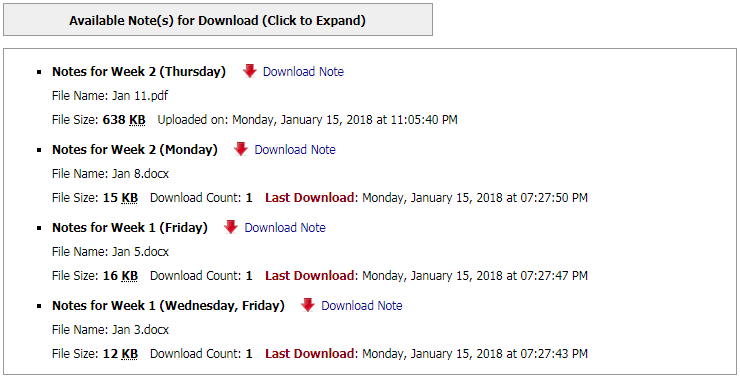 Available Note(s) for Download (Click to Expand)
Notes for Week 2 (Thursday) Download Note
File Name: Jan 11.pdf
File Size: 638 KB Uploaded on: Monday, January 15, 2018 at 11:05:40 PM
Notes for Week 2 (Monday) Download Note
File Name: Jan 8.docx
File Size: 15 KB Download Count: 1 Last Download: Monday, January 15, 2018 at 07:27:50 PM
Notes for Week 1 (Friday) Download Note
File Name: Jan 5.docx
File Size: 16 KB Download Count: 1 Last Download: Monday, January 15, 2018 at 07:27:47 PM
Notes for Week 1 (Wednesday, Friday) Download Note
File Name: Jan 3.docx
File Size: 12 KB Download Count: 1 Last Download: Monday, January 15, 2018 at 07:27:43 PM